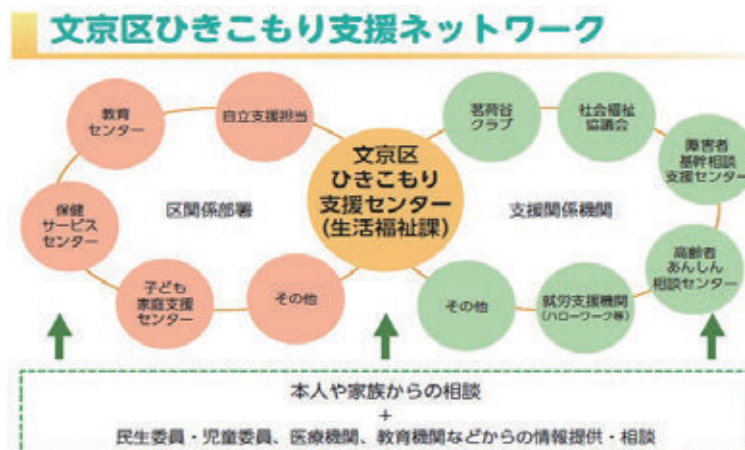 文京区ひきこもり支援ネットワーク
教育
センター
自立支援担当
保健
サービス
センター
区関係部署
子ども
家庭支援
センター
その他
文京区
ひきこもり
支援センター
(生活福祉課)
茗荷谷
クラブ
社会福祉
協議会
障害者
基幹相談
支援センター
支援関係機関
高齢者
あんしん
相談センター
就労支援機関
(ハローワーク等)
その他
本人や家族からの相談
+
民生委員・児童委員、医療機関、教育機関などからの情報提供・相談